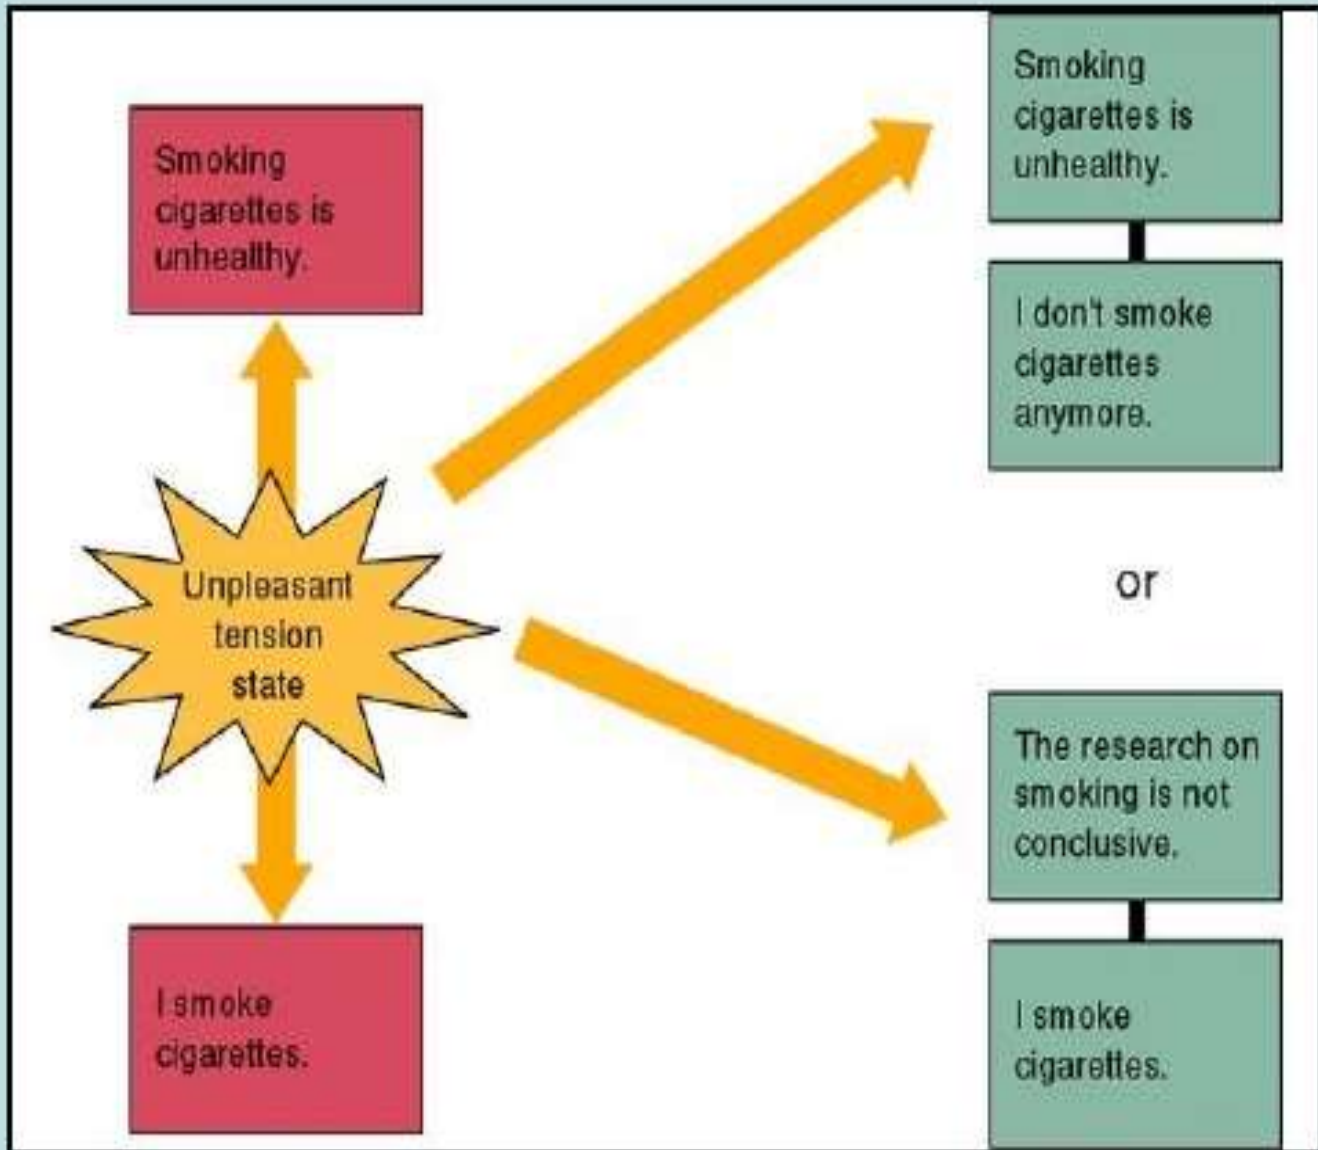 Smoking
cigarettes is
unhealthy.
Unpleasant
tension
state
I smoke
cigarettes.
Smoking
cigarettes is
unhealthy.
I don't smoke
cigarettes
anymore.
or
The research on
smoking is not
conclusive.
I smoke
cigarettes.